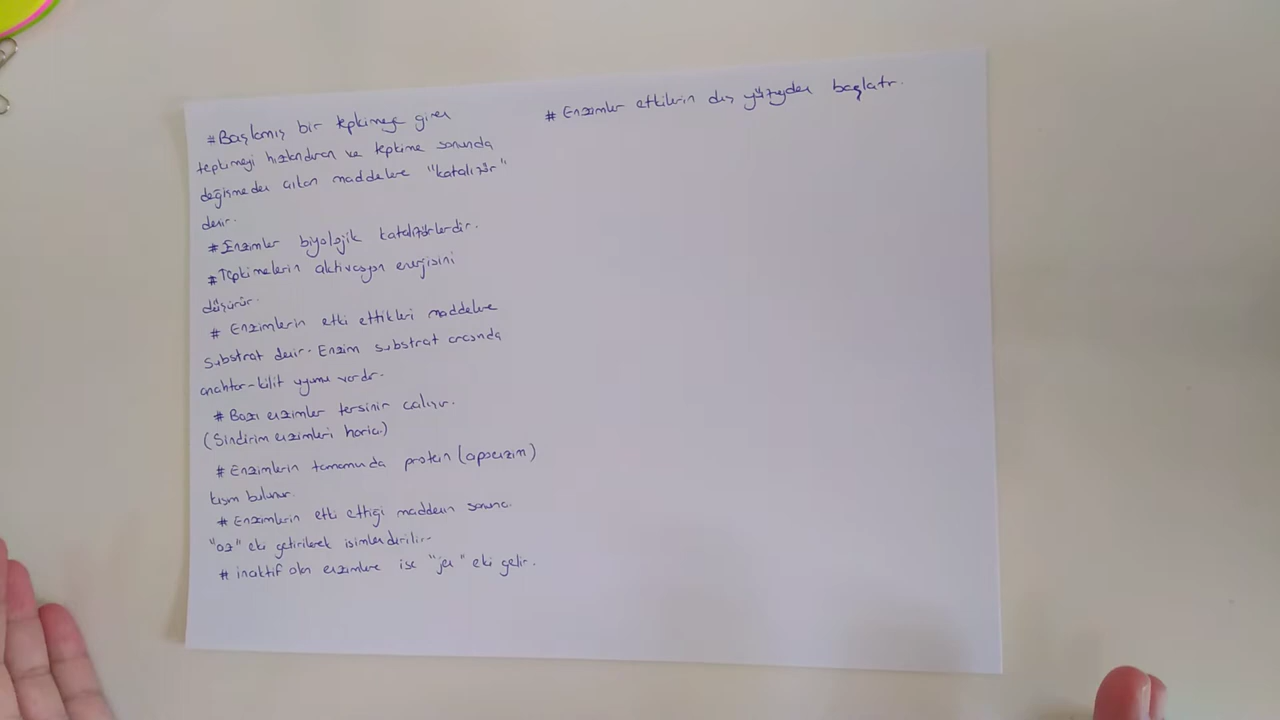 #Başlamış bir tepkimeye giren
tepkimeyi hızlandıran ve tepkime sonunda
değişmeden çıkan maddelere "katalizör"
denir.
#Enzimler biyolojik katalizörlerdir.
#Tepkimelerin aktivasyon enerjisini
düşürür.
# Enzimlerin etki ettikleri maddelere
substrat denir. Enzim substrat arasında
anahtar-kilit uyumu vardır.
# Bazı enzimler tersinir çalışır.
(Sindirim enzimleri hariç.)
# Enzimlerin tamamında protein (apoenzim)
kısım bulunur.
# Enzimlerin etki ettiği maddenin sonuna
"az" eki getirilerek isimlendirilir.
# inaktif olan enzimlere ise "jen" eki gelir.
# Enzimler etkilerin dış yüzeyden başlatır.